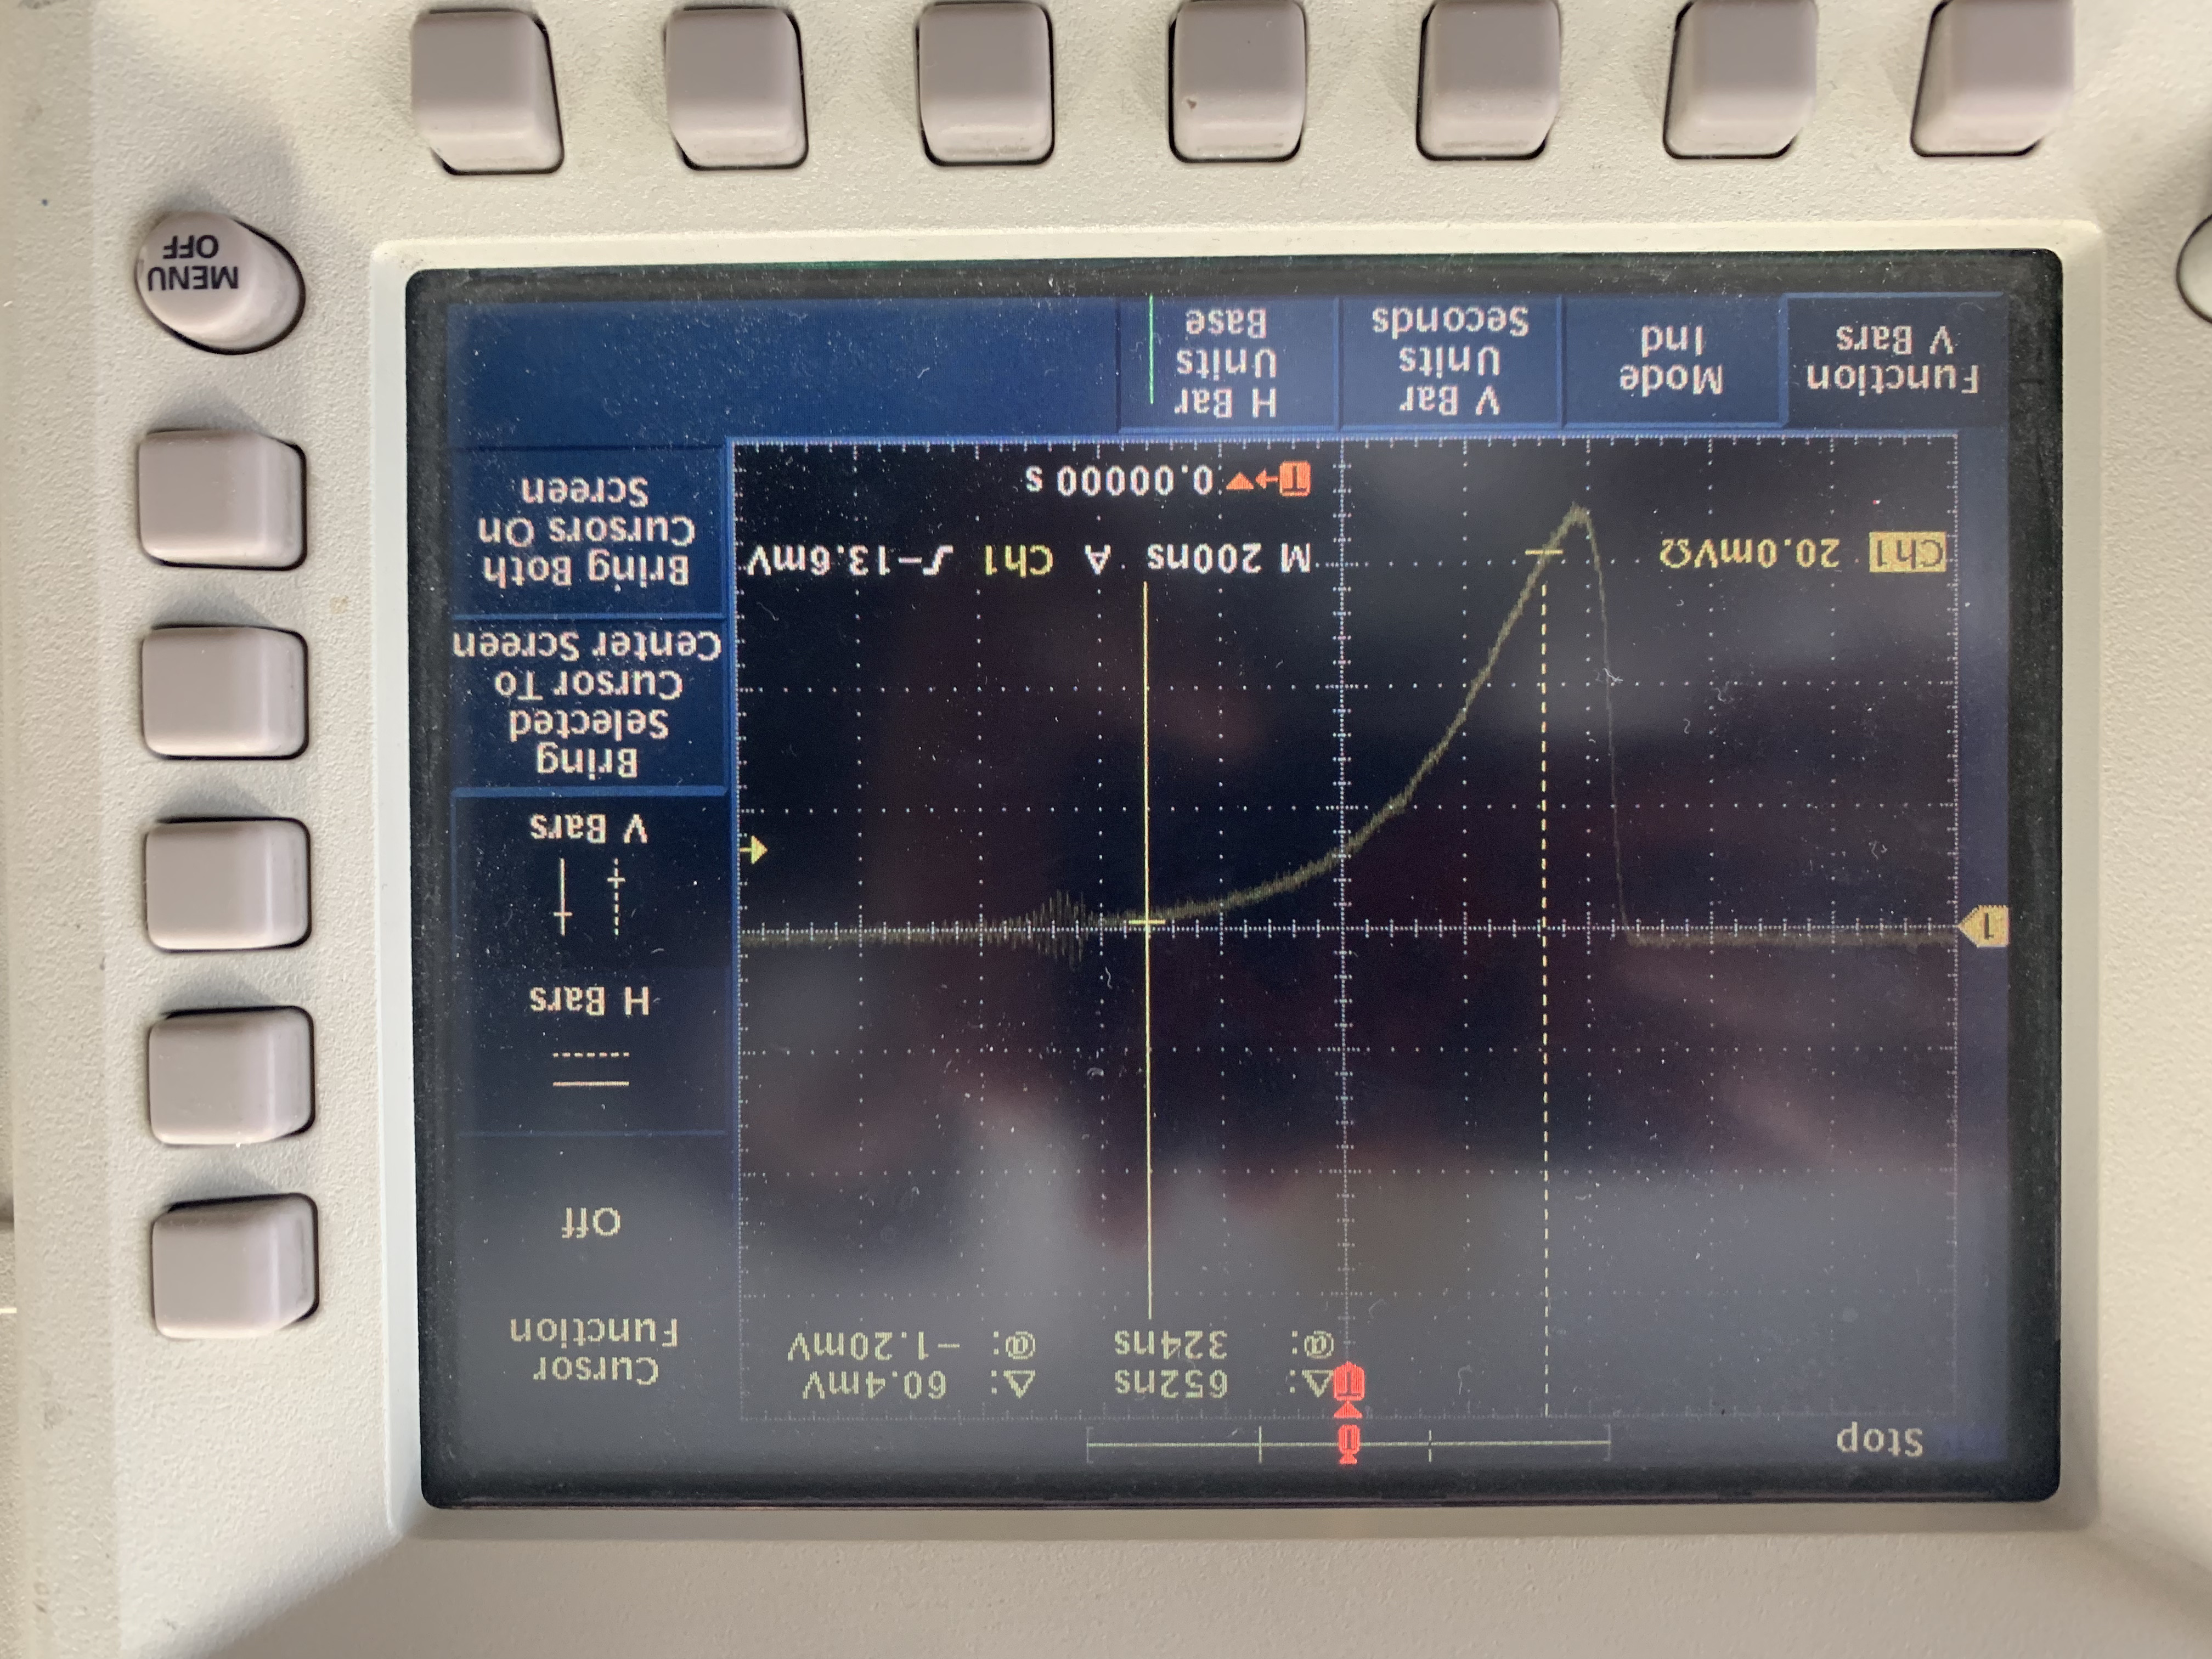 Stop
T
T
Δ: 652ns Δ: 60.4mV
@: 324ns @: −1.20mV
Cursor
Function
Off
H Bars
1
V Bars
Bring
Selected
Cursor To
Center Screen
Ch1 20.0mVΩ M 200ns A Ch1 −13.6mV
Bring Both
Cursors On
Screen
T 0.00000 s
Function
V Bars
Mode
Ind
V Bar
Units
Seconds
H Bar
Units
Base
MENU
OFF